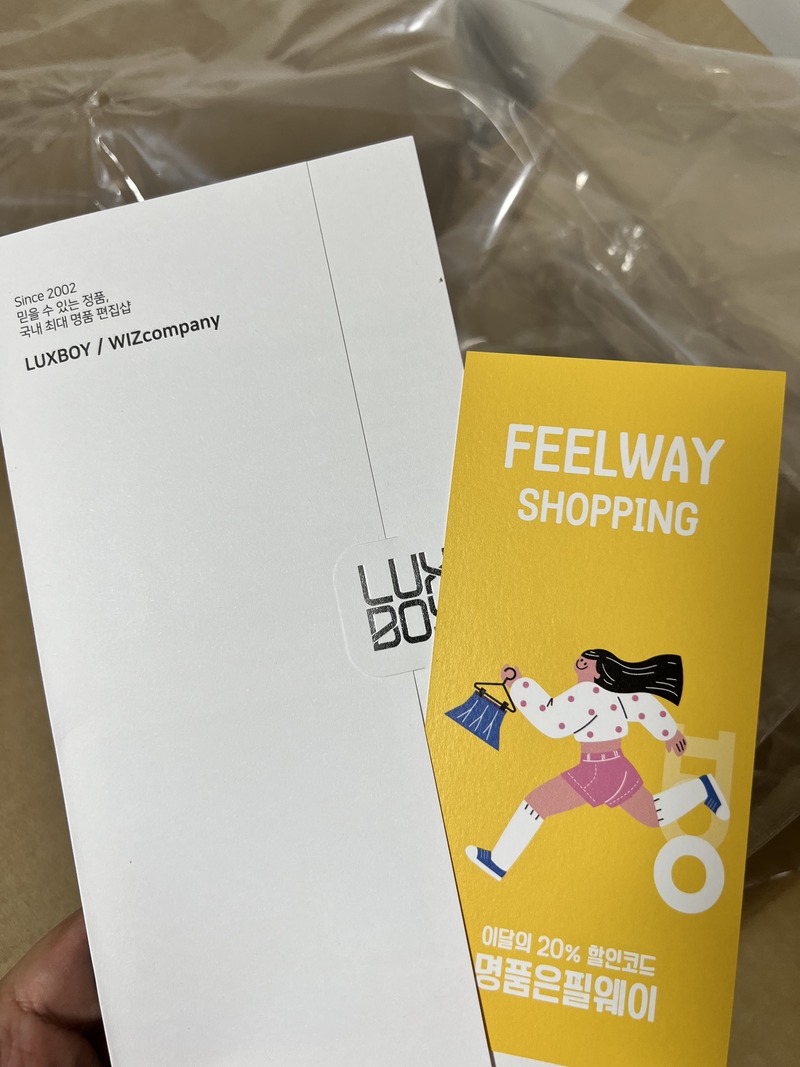 Since 2002
믿을 수 있는 정품,
국내 최대 명품 편집샵
LUXBOY / WIZcompany
LUX
BOY
FEELWAY
SHOPPING
이달의 20% 할인코드
명품은필웨이